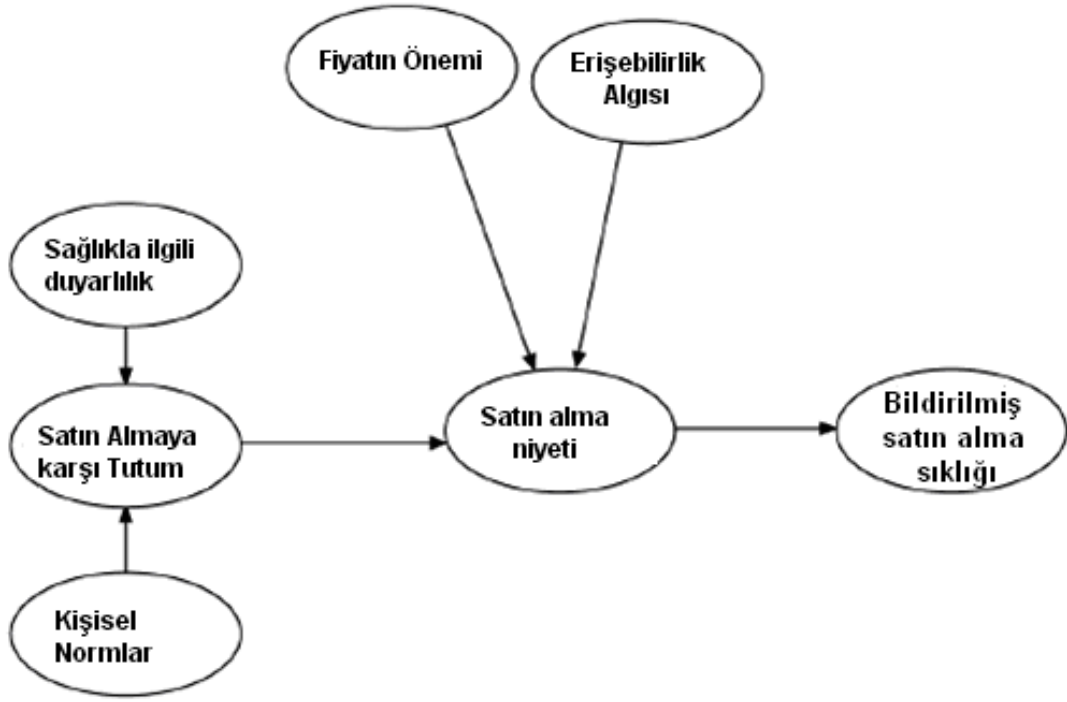 Fiyatın Önemi
Erişebilirlik
Algısı
Sağlıkla ilgili
duyarlılık
Satın Almaya
karşı Tutum
Satın alma
niyeti
Bildirilmiş
satın alma
sıklığı
Kişisel
Normlar